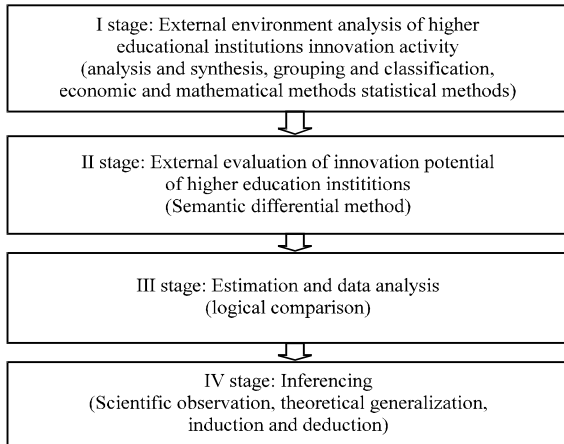 I stage: External environment analysis of higher
educational institutions innovation activity
(analysis and synthesis, grouping and classification,
economic and mathematical methods statistical methods)
II stage: External evaluation of innovation potential
of higher education instititions
(Semantic differential method)
III stage: Estimation and data analysis
(logical comparison)
IV stage: Inferencing
(Scientific observation, theoretical generalization,
induction and deduction)